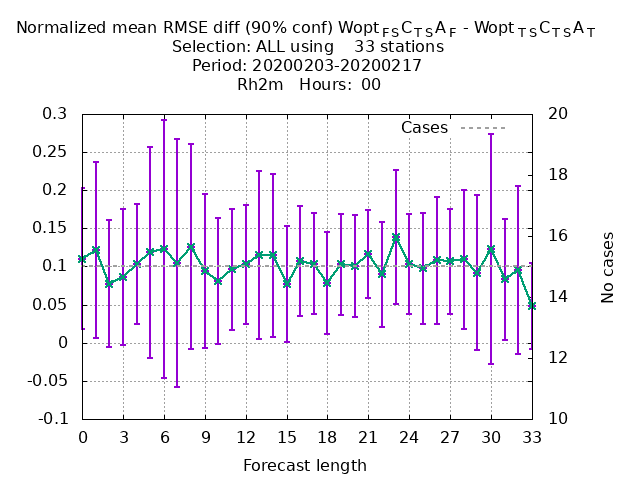 Normalized mean RMSE diff (90% conf) Wopt FS C TS A F - Wopt TS C TS A T
Selection: ALL using 33 stations
Period: 20200203-20200217
Rh2m Hours: 00
Cases
0.3
0.25
0.2
0.15
0.1
0.05
0
-0.05
-0.1
20
18
16
14
12
10
No cases
0 3 6 9 12 15 18 21 24 27 30 33
Forecast length